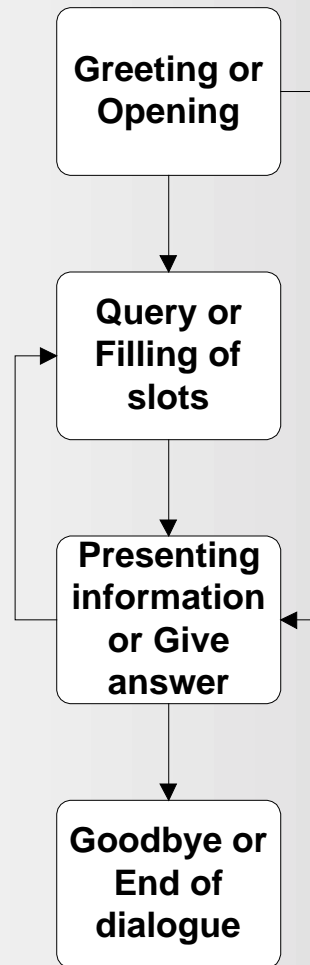 Greeting or
Opening
Query or
Filling of
slots
Presenting
information
or Give
answer
Goodbye or
End of
dialogue